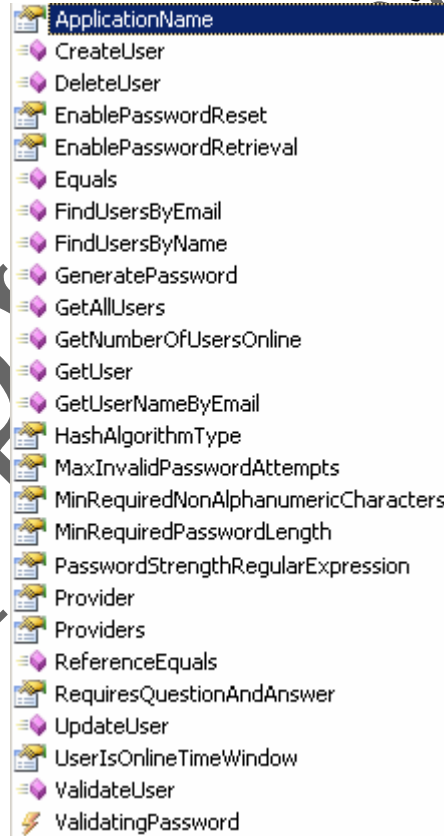 ApplicationName
CreateUser
DeleteUser
EnablePasswordReset
EnablePasswordRetrieval
Equals
FindUsersByEmail
FindUsersByName
GeneratePassword
GetAllUsers
GetNumberOfUsersOnline
GetUser
GetUserNameByEmail
HashAlgorithmType
MaxInvalidPasswordAttempts
MinRequiredNonAlphanumericCharacters
MinRequiredPasswordLength
PasswordStrengthRegularExpression
Provider
Providers
ReferenceEquals
RequiresQuestionAndAnswer
UpdateUser
UserIsOnlineTimeWindow
ValidateUser
ValidatingPassword